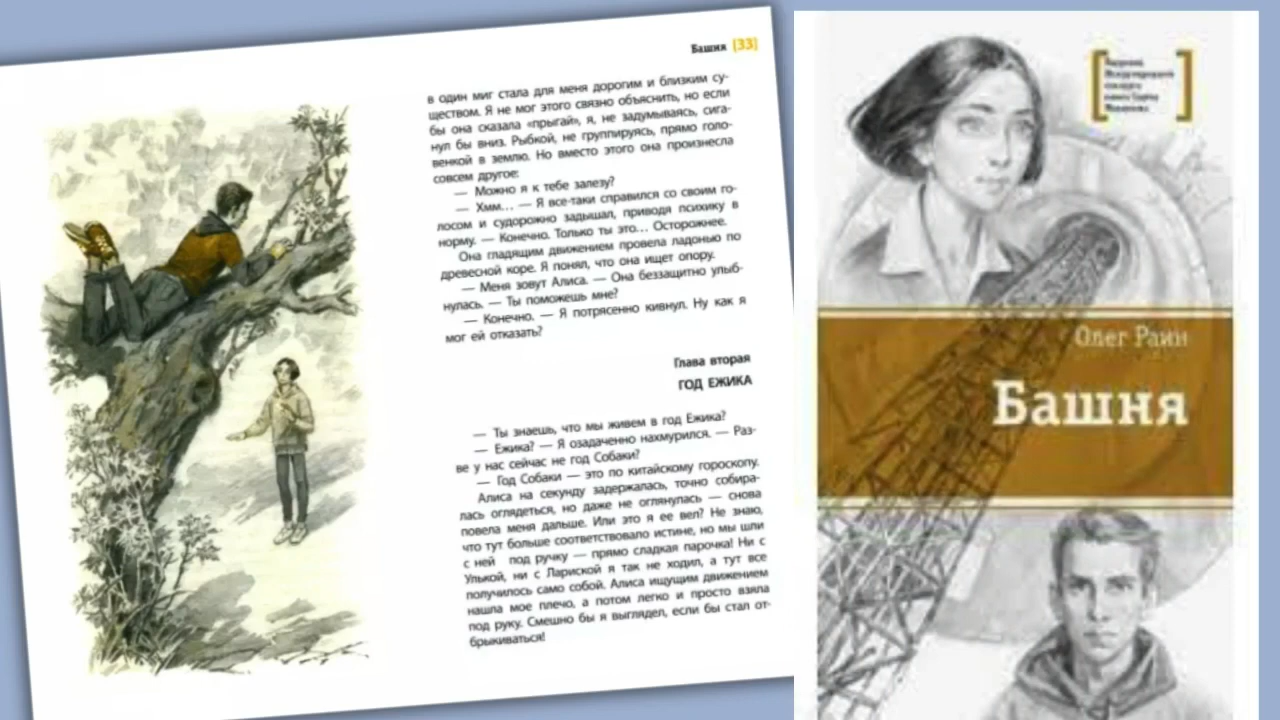 Башня [33]
в один миг стала для меня дорогим и близким су-
ществом. Я не мог этого связно объяснить, но если
бы она сказала «прыгай», я, не задумываясь, сига-
нул бы вниз. Рыбкой, не группируясь, прямо голо-
венкой в землю. Но вместо этого она произнесла
совсем другое:
— Можно я к тебе залезу?
— Хмм... — Я все-таки справился со своим го-
лосом и судорожно задышал, приводя психику в
норму. — Конечно. Только ты это... Осторожнее.
Она гладящим движением провела ладонью по
древесной коре. Я понял, что она ищет опору.
— Меня зовут Алиса. — Она беззащитно улыб-
нулась. — Ты поможешь мне?
— Конечно. — Я потрясенно кивнул. Ну как я
мог ей отказать?
Глава вторая
ГОД ЕЖИКА
— Ты знаешь, что мы живем в год Ежика?
— Ежика? — Я озадаченно нахмурился. — Раз-
ве у нас сейчас не год Собаки?
— Год Собаки — это по китайскому гороскопу.
Алиса на секунду задержалась, точно собира-
лась оглядеться, но даже не оглянулась — снова
повела меня дальше. Или это я ее вел? Не знаю,
что тут больше соответствовало истине, но мы шли
с ней под ручку — прямо сладкая парочка! Ни с
Улькой, ни с Лариской я так не ходил, а тут все
получилось само собой. Алиса ищущим движением
нашла мое плечо, а потом легко и просто взяла
под руку. Смешно бы я выглядел, если бы стал от-
брыкиваться!
Олег Раин
Башня